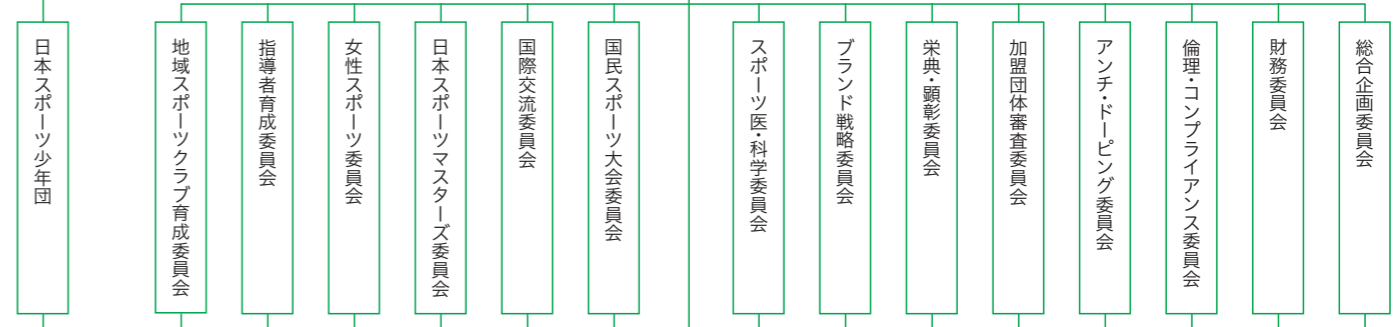 総合企画委員会
財務委員会
倫理・コンプライアンス委員会
アンチ・ドーピング委員会
加盟団体審査委員会
栄典・顕彰委員会
ブランド戦略委員会
スポーツ医・科学委員会
国民スポーツ大会委員会
国際交流委員会
日本スポーツマスターズ委員会
女性スポーツ委員会
指導者育成委員会
地域スポーツクラブ育成委員会
日本スポーツ少年団